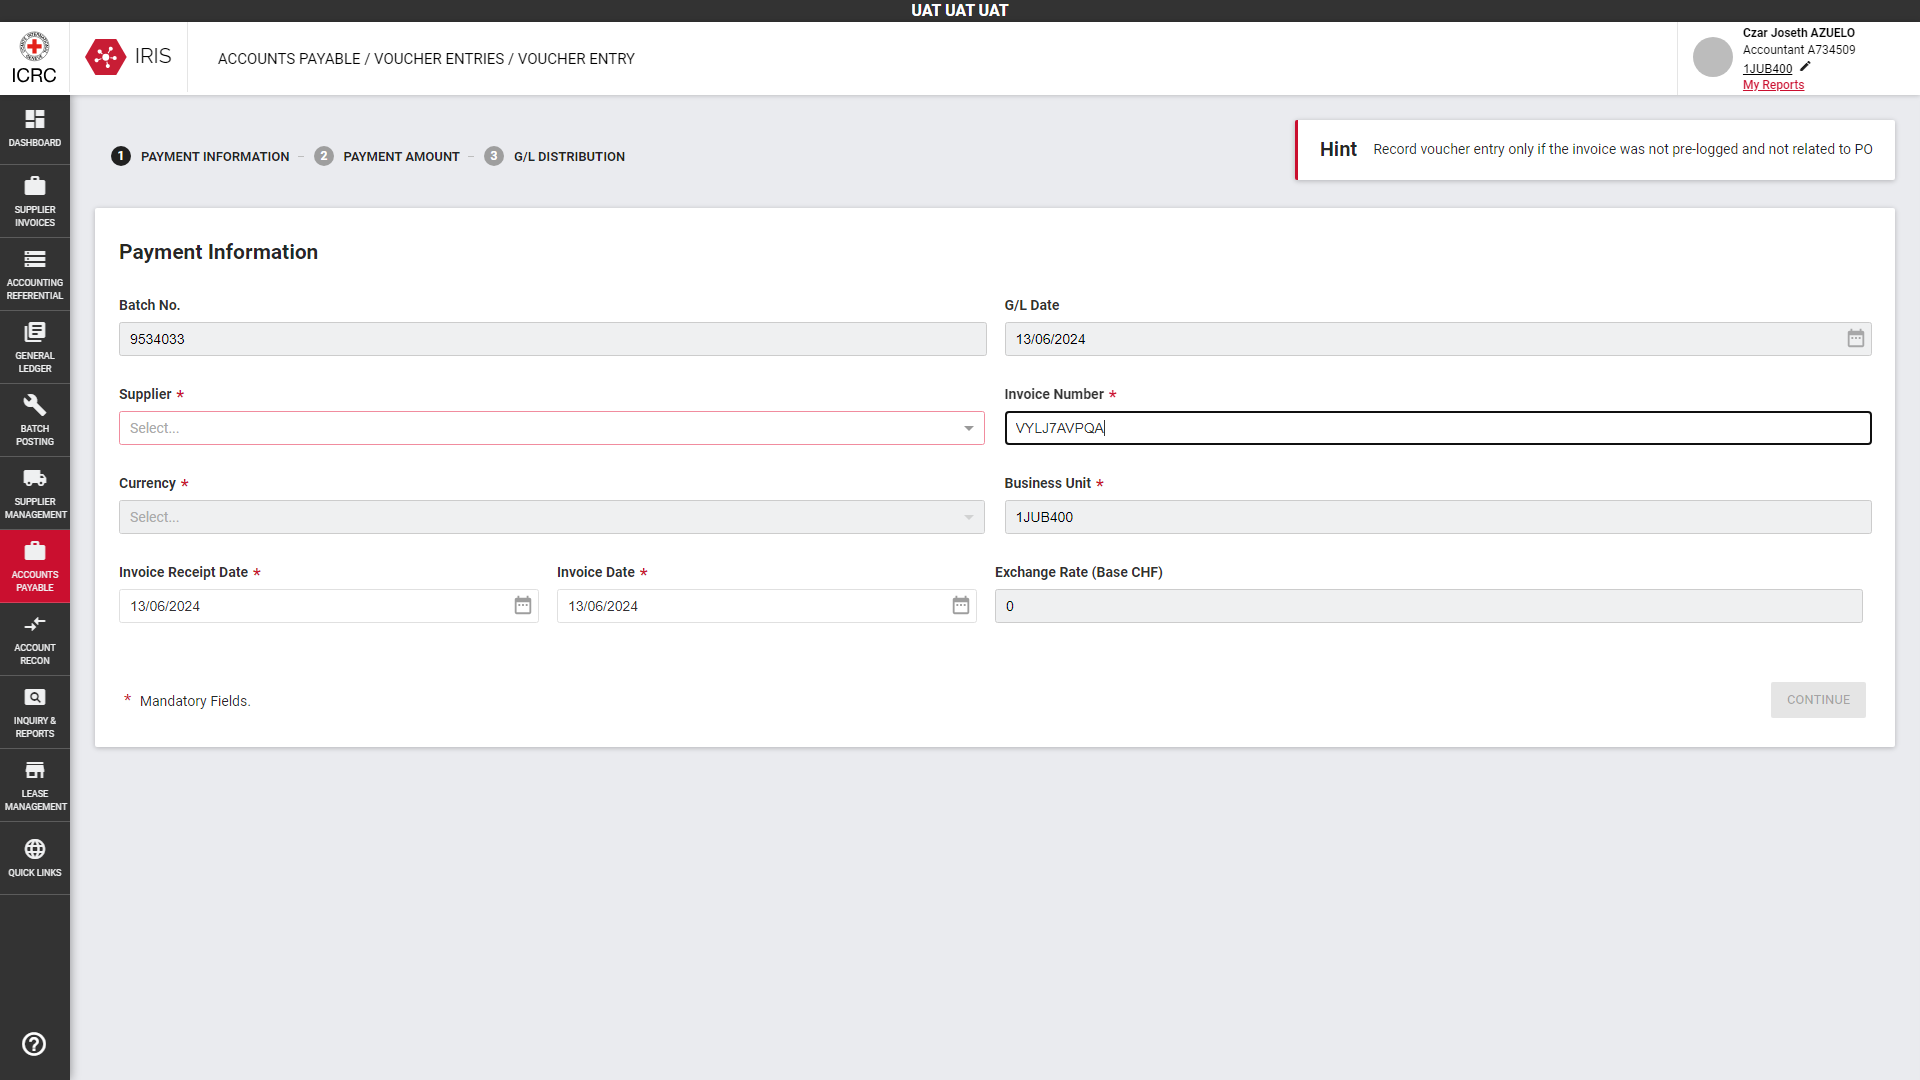 UAT UAT UAT
ICRC
IRIS
ACCOUNTS PAYABLE / VOUCHER ENTRIES / VOUCHER ENTRY
Czar Joseth AZUELO
Accountant A734509
1JUB400
My Reports
DASHBOARD
SUPPLIER
INVOICES
ACCOUNTING
REFERENTIAL
GENERAL
LEDGER
BATCH
POSTING
SUPPLIER
MANAGEMENT
ACCOUNTS
PAYABLE
ACCOUNT
RECON
INQUIRY &
REPORTS
LEASE
MANAGEMENT
QUICK LINKS
1 PAYMENT INFORMATION – 2 PAYMENT AMOUNT – 3 G/L DISTRIBUTION
Hint Record voucher entry only if the invoice was not pre-logged and not related to PO
Payment Information
Batch No.
9534033
G/L Date
13/06/2024
Supplier *
Select...
Invoice Number *
VYLJ7AVPQA
Currency *
Select...
Business Unit *
1JUB400
Invoice Receipt Date *
13/06/2024
Invoice Date *
13/06/2024
Exchange Rate (Base CHF)
0
* Mandatory Fields.
CONTINUE